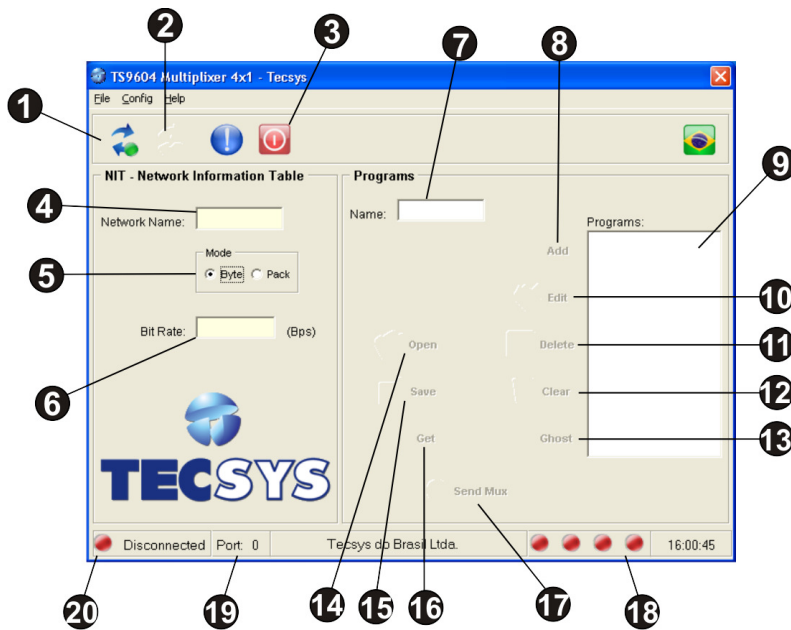 2
3
7
8
TS9604 Multiplixer 4x1 - Tecsys
File Config Help
1
9
NIT - Network Information Table
Programs
4
Network Name:
Name:
Programs:
Mode
5
Byte Pack
Add
Edit
10
Bit Rate:
(Bps)
Open
Delete
11
6
Save
Clear
12
Get
Ghost
13
TECSYS
Send Mux
Disconnected
Port: 0
Tecsys do Brasil Ltda.
16:00:45
20
19
14
15
16
17
18